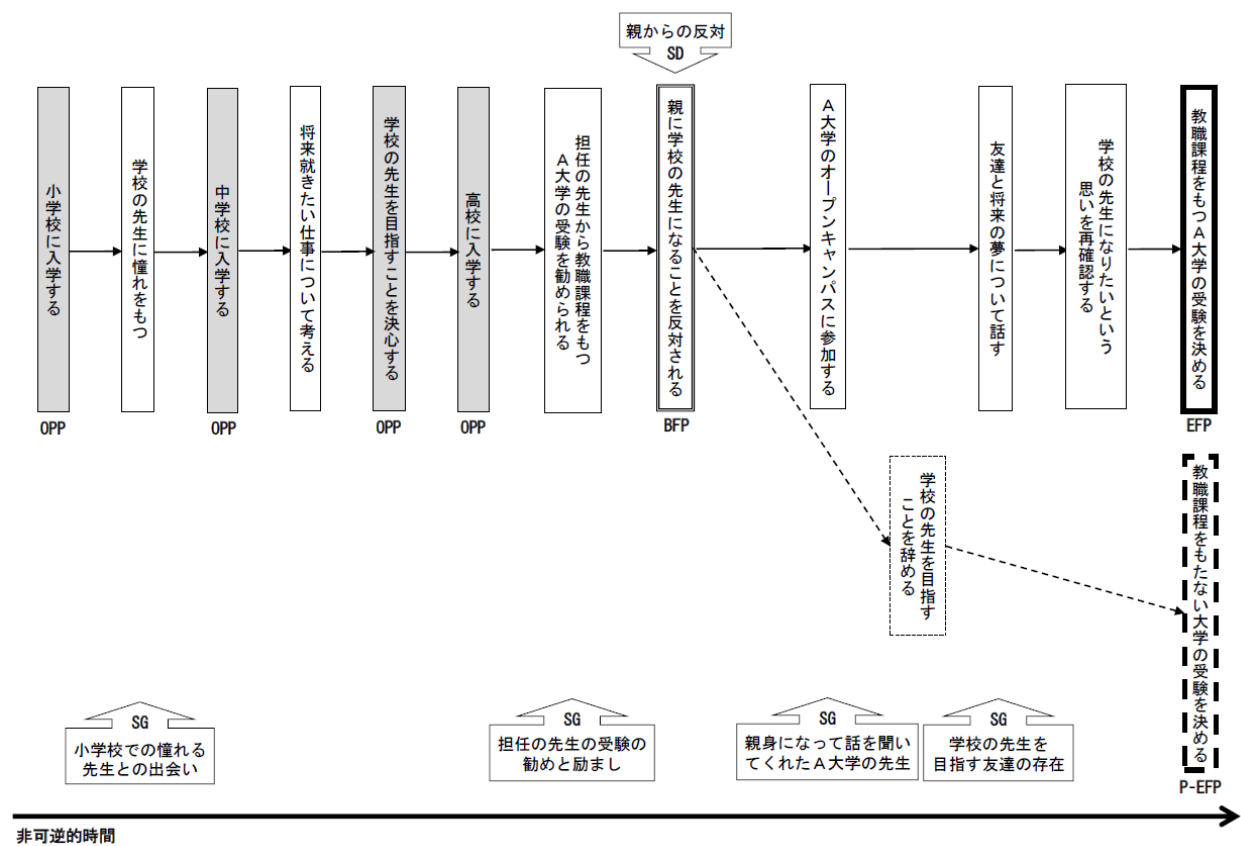 親からの反対
SD
小学校に入学する
OPP
学校の先生に憧れをもつ
中学校に入学する
OPP
将来就きたい仕事について考える
学校の先生を目指すことを決心する
OPP
高校に入学する
OPP
担任の先生から教職課程をもつ
A大学の受験を勧められる
親に学校の先生になることを反対される
BFP
A大学のオープンキャンパスに参加する
友達と将来の夢について話す
学校の先生になりたいという
思いを再確認する
教職課程をもつA大学の受験を決める
EFP
学校の先生を目指す
ことを辞める
教職課程をもたない大学の受験を決める
P-EFP
SG
小学校での憧れる
先生との出会い
SG
担任の先生の受験の
勧めと励まし
SG
親身になって話を聞い
てくれたA大学の先生
SG
学校の先生を
目指す友達の存在
非可逆的時間